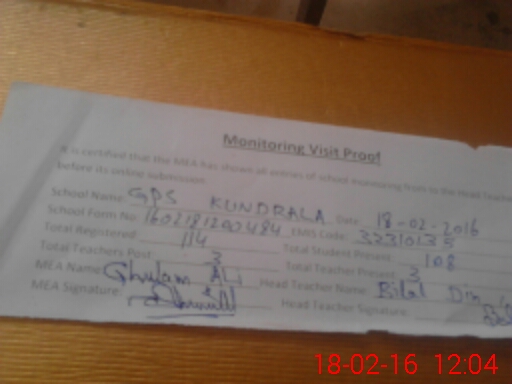 Monitoring Visit Proof
It is certified that the MEA has shown all entries of school monitoring form to the Head Teacher
before its online submission
School Name: GPS KUNDRALA Date: 18-02-2016
School Form No: EMIS Code: 32310135
Total Registered: 114 Total Student Present: 108
Total Teachers Post: 3 Total Teacher Present: 3
MEA Name: Ghulam Ali Head Teacher Name: Bilal Din
MEA Signature: Head Teacher Signature:
18-02-16 12:04